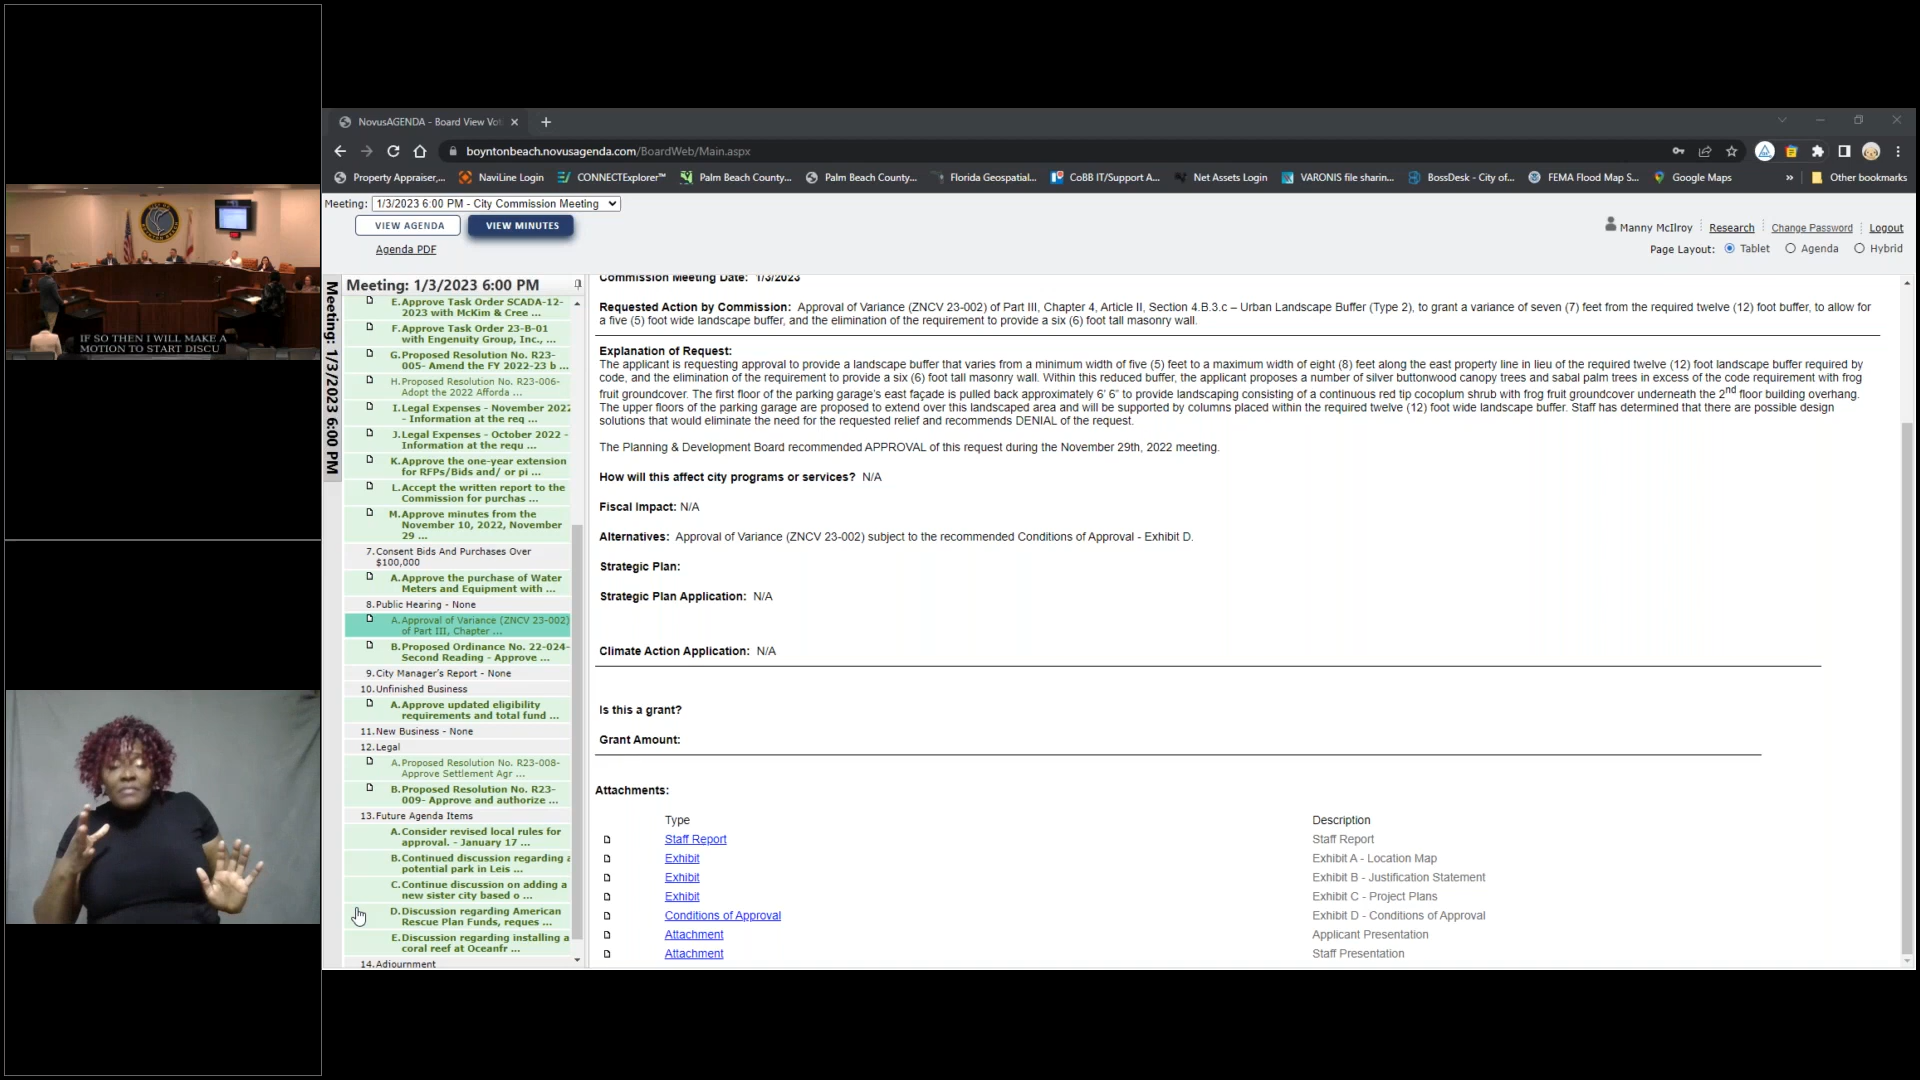 IF SO THEN I WILL MAKE A
MOTION TO START DISCU
NovusAGENDA - Board View Vot
boyntonbeach.novusagenda.com/BoardWeb/Main.aspx
Property Appraiser,... NaviLine Login CONNECTExplorer™ Palm Beach County... Palm Beach County... Florida Geospatial... CoBB IT/Support A... Net Assets Login VARONIS file sharin... BossDesk - City of... FEMA Flood Map S... Google Maps » Other bookmarks
Meeting: 1/3/2023 6:00 PM - City Commission Meeting
VIEW AGENDA VIEW MINUTES
Agenda PDF
Manny McIlroy Research Change Password Logout
Page Layout: Tablet Agenda Hybrid
Meeting: 1/3/2023 6:00 PM
Meeting: 1/3/2023 6:00 PM
E.Approve Task Order SCADA-12-
2023 with McKim & Cree ...
F.Approve Task Order 23-B-01
with Engenuity Group, Inc., ...
G.Proposed Resolution No. R23-
005- Amend the FY 2022-23 b ...
H.Proposed Resolution No. R23-006-
Adopt the 2022 Afforda ...
I.Legal Expenses - November 2022
- Information at the req ...
J.Legal Expenses - October 2022 -
Information at the requ ...
K.Approve the one-year extension
for RFPs/Bids and/ or pi ...
L.Accept the written report to the
Commission for purchas ...
M.Approve minutes from the
November 10, 2022, November
29 ...
7.Consent Bids And Purchases Over
$100,000
A.Approve the purchase of Water
Meters and Equipment with ...
8.Public Hearing - None
A.Approval of Variance (ZNCV 23-002)
of Part III, Chapter ...
B.Proposed Ordinance No. 22-024-
Second Reading - Approve ...
9.City Manager's Report - None
10.Unfinished Business
A.Approve updated eligibility
requirements and total fund ...
11.New Business - None
12.Legal
A.Proposed Resolution No. R23-008-
Approve Settlement Agr ...
B.Proposed Resolution No. R23-
009- Approve and authorize ...
13.Future Agenda Items
A.Consider revised local rules for
approval. - January 17 ...
B.Continued discussion regarding a
potential park in Leis ...
C.Continue discussion on adding a
new sister city based o ...
D.Discussion regarding American
Rescue Plan Funds, reques ...
E.Discussion regarding installing a
coral reef at Oceanfr ...
14.Adjournment
Commission Meeting Date: 1/3/2023
Requested Action by Commission: Approval of Variance (ZNCV 23-002) of Part III, Chapter 4, Article II, Section 4.B.3.c – Urban Landscape Buffer (Type 2), to grant a variance of seven (7) feet from the required twelve (12) foot buffer, to allow for
a five (5) foot wide landscape buffer, and the elimination of the requirement to provide a six (6) foot tall masonry wall.
Explanation of Request:
The applicant is requesting approval to provide a landscape buffer that varies from a minimum width of five (5) feet to a maximum width of eight (8) feet along the east property line in lieu of the required twelve (12) foot landscape buffer required by
code, and the elimination of the requirement to provide a six (6) foot tall masonry wall. Within this reduced buffer, the applicant proposes a number of silver buttonwood canopy trees and sabal palm trees in excess of the code requirement with frog
fruit groundcover. The first floor of the parking garage's east façade is pulled back approximately 6' 6" to provide landscaping consisting of a continuous red tip cocoplum shrub with frog fruit groundcover underneath the 2nd floor building overhang.
The upper floors of the parking garage are proposed to extend over this landscaped area and will be supported by columns placed within the required twelve (12) foot wide landscape buffer. Staff has determined that there are possible design
solutions that would eliminate the need for the requested relief and recommends DENIAL of the request.
The Planning & Development Board recommended APPROVAL of this request during the November 29th, 2022 meeting.
How will this affect city programs or services? N/A
Fiscal Impact: N/A
Alternatives: Approval of Variance (ZNCV 23-002) subject to the recommended Conditions of Approval - Exhibit D.
Strategic Plan:
Strategic Plan Application: N/A
Climate Action Application: N/A
Is this a grant?
Grant Amount:
Attachments:
Type Description
Staff Report Staff Report
Exhibit Exhibit A - Location Map
Exhibit Exhibit B - Justification Statement
Exhibit Exhibit C - Project Plans
Conditions of Approval Exhibit D - Conditions of Approval
Attachment Applicant Presentation
Attachment Staff Presentation